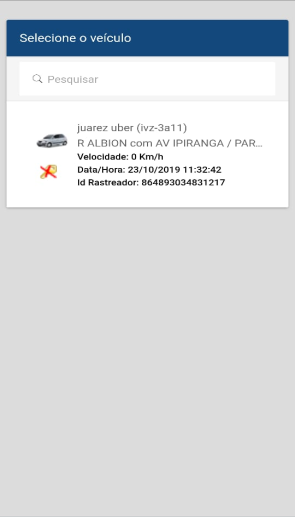 Selecione o veículo
Pesquisar
juarez uber (ivz-3a11)
R ALBION com AV IPIRANGA / PAR...
Velocidade: 0 Km/h
Data/Hora: 23/10/2019 11:32:42
Id Rastreador: 864893034831217